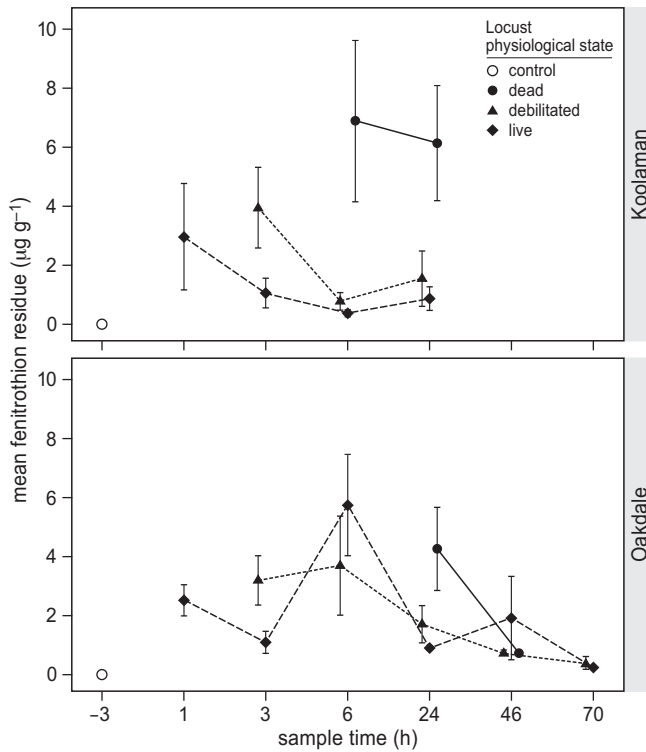 10
8
6
4
2
0
Locust
physiological state
control
dead
debilitated
live
Koolaman
10
8
6
4
2
0
Oakdale
mean fenitrothion residue (µg g⁻¹)
−3 1 3 6 24 46 70
sample time (h)